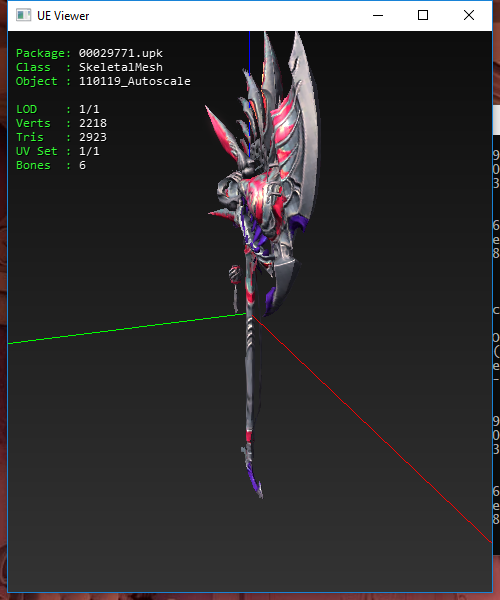 UE Viewer
Package: 00029771.upk
Class  : SkeletalMesh
Object : 110119_Autoscale
LOD    : 1/1
Verts  : 2218
Tris   : 2923
UV Set : 1/1
Bones  : 6